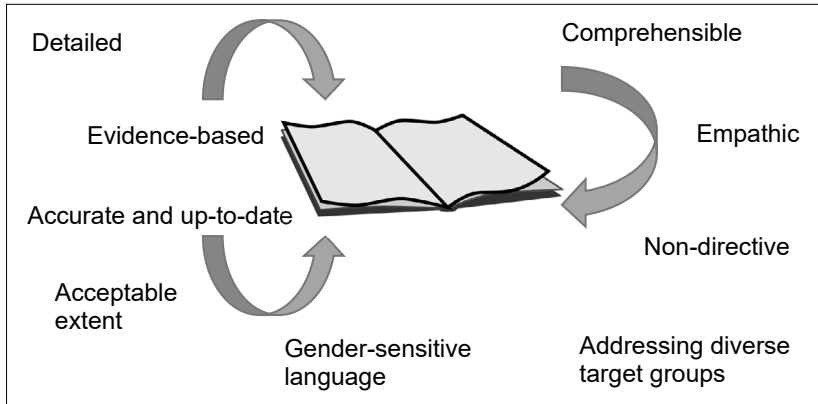 Detailed
Comprehensible
Evidence-based
Empathic
Accurate and up-to-date
Non-directive
Acceptable
extent
Gender-sensitive
language
Addressing diverse
target groups